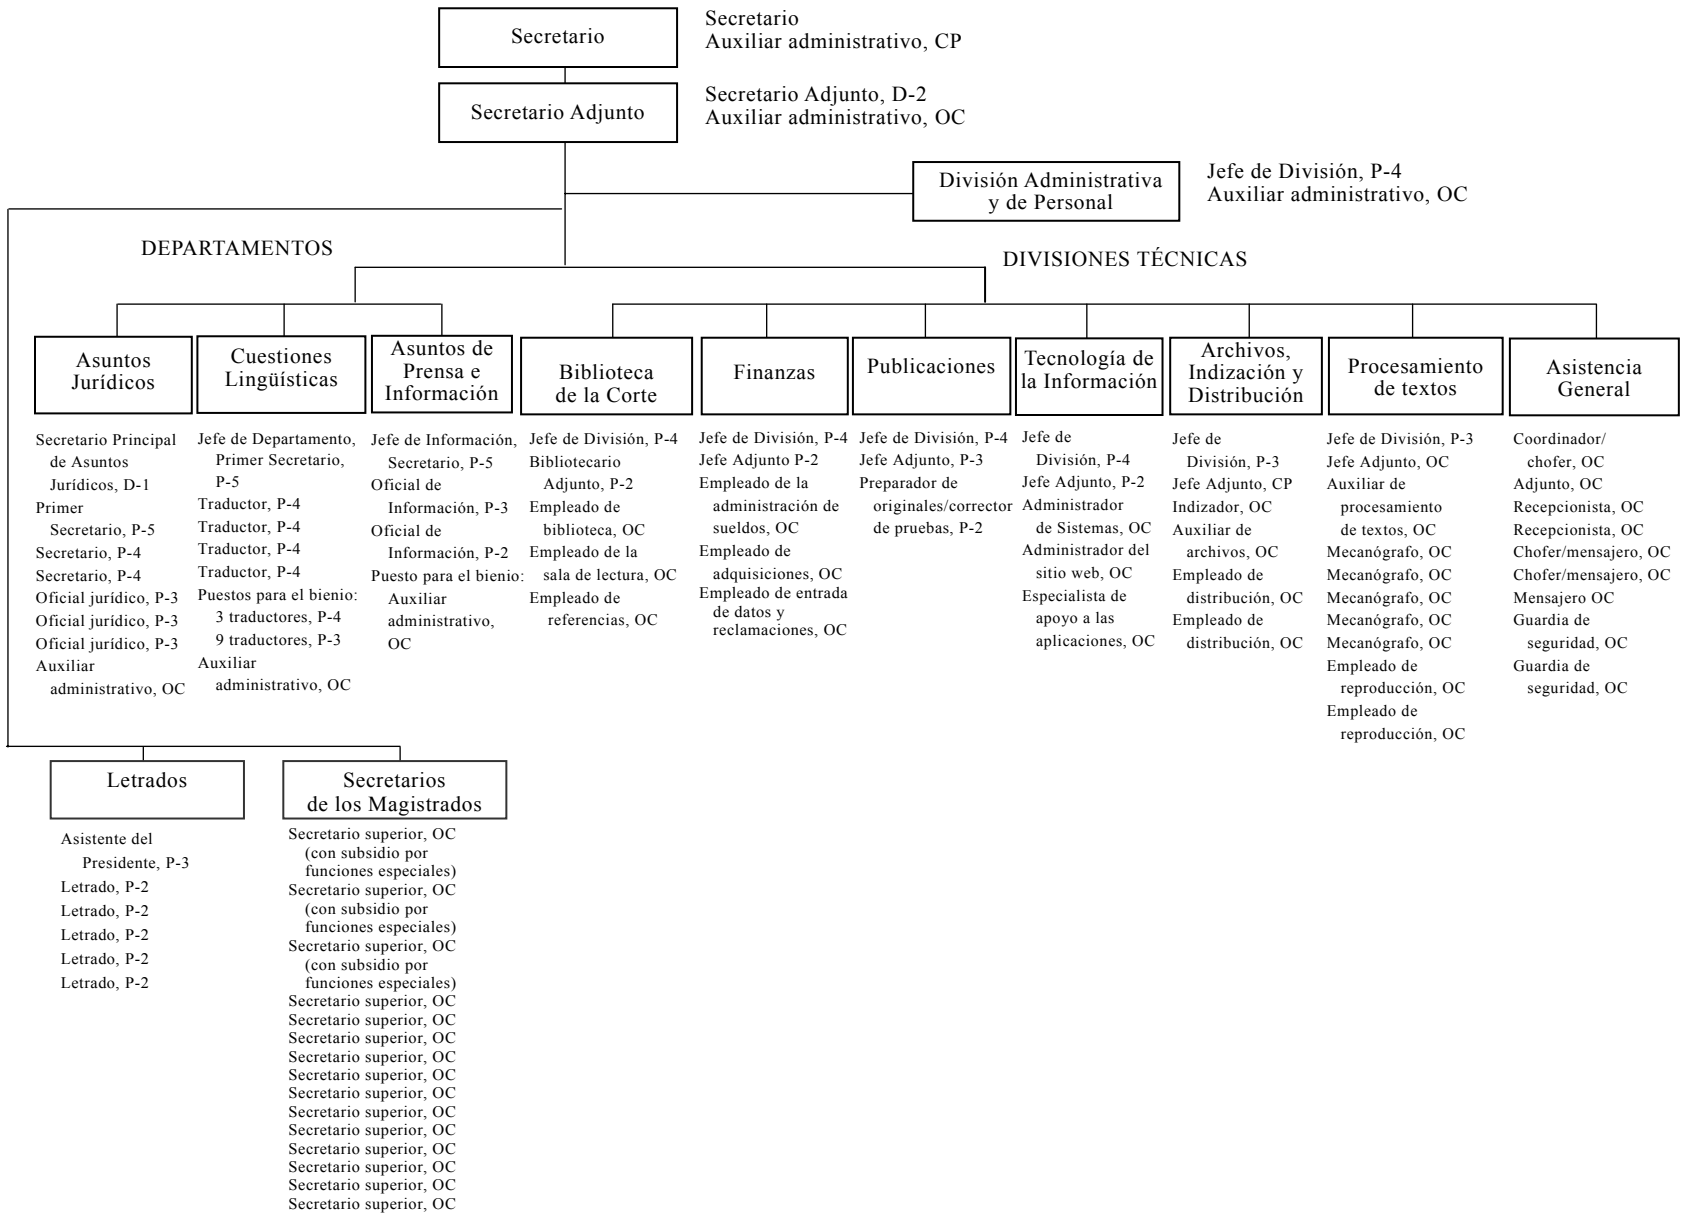 Secretario
Secretario
Auxiliar administrativo, CP
Secretario Adjunto
Secretario Adjunto, D-2
Auxiliar administrativo, OC
División Administrativa
y de Personal
Jefe de División, P-4
Auxiliar administrativo, OC
DEPARTAMENTOS
DIVISIONES TÉCNICAS
Asuntos
Jurídicos
Secretario Principal
de Asuntos
Jurídicos, D-1
Primer
Secretario, P-5
Secretario, P-4
Secretario, P-4
Oficial jurídico, P-3
Oficial jurídico, P-3
Oficial jurídico, P-3
Auxiliar
administrativo, OC
Cuestiones
Lingüísticas
Jefe de Departamento,
Primer Secretario,
P-5
Traductor, P-4
Traductor, P-4
Traductor, P-4
Traductor, P-4
Puestos para el bienio:
3 traductores, P-4
9 traductores, P-3
Auxiliar
administrativo, OC
Asuntos de
Prensa e
Información
Jefe de Información,
Secretario, P-5
Oficial de
Información, P-3
Oficial de
Información, P-2
Puesto para el bienio:
Auxiliar
administrativo,
OC
Biblioteca
de la Corte
Jefe de División, P-4
Bibliotecario
Adjunto, P-2
Empleado de
biblioteca, OC
Empleado de la
sala de lectura, OC
Empleado de
referencias, OC
Finanzas
Jefe de División, P-4
Jefe Adjunto P-2
Empleado de la
administración de
sueldos, OC
Empleado de
adquisiciones, OC
Empleado de entrada
de datos y
reclamaciones, OC
Publicaciones
Jefe de División, P-4
Jefe Adjunto, P-3
Preparador de
originales/corrector
de pruebas, P-2
Tecnología de
la Información
Jefe de
División, P-4
Jefe Adjunto, P-2
Administrador
de Sistemas, OC
Administrador del
sitio web, OC
Especialista de
apoyo a las
aplicaciones, OC
Archivos,
Indización y
Distribución
Jefe de
División, P-3
Jefe Adjunto, CP
Indizador, OC
Auxiliar de
archivos, OC
Empleado de
distribución, OC
Empleado de
distribución, OC
Procesamiento
de textos
Jefe de División, P-3
Jefe Adjunto, OC
Auxiliar de
procesamiento
de textos, OC
Mecanógrafo, OC
Mecanógrafo, OC
Mecanógrafo, OC
Mecanógrafo, OC
Mecanógrafo, OC
Empleado de
reproducción, OC
Empleado de
reproducción, OC
Asistencia
General
Coordinador/
chofer, OC
Adjunto, OC
Recepcionista, OC
Recepcionista, OC
Chofer/mensajero, OC
Chofer/mensajero, OC
Mensajero OC
Guardia de
seguridad, OC
Guardia de
seguridad, OC
Letrados
Asistente del
Presidente, P-3
Letrado, P-2
Letrado, P-2
Letrado, P-2
Letrado, P-2
Letrado, P-2
Secretarios
de los Magistrados
Secretario superior, OC
(con subsidio por
funciones especiales)
Secretario superior, OC
(con subsidio por
funciones especiales)
Secretario superior, OC
(con subsidio por
funciones especiales)
Secretario superior, OC
Secretario superior, OC
Secretario superior, OC
Secretario superior, OC
Secretario superior, OC
Secretario superior, OC
Secretario superior, OC
Secretario superior, OC
Secretario superior, OC
Secretario superior, OC
Secretario superior, OC
Secretario superior, OC